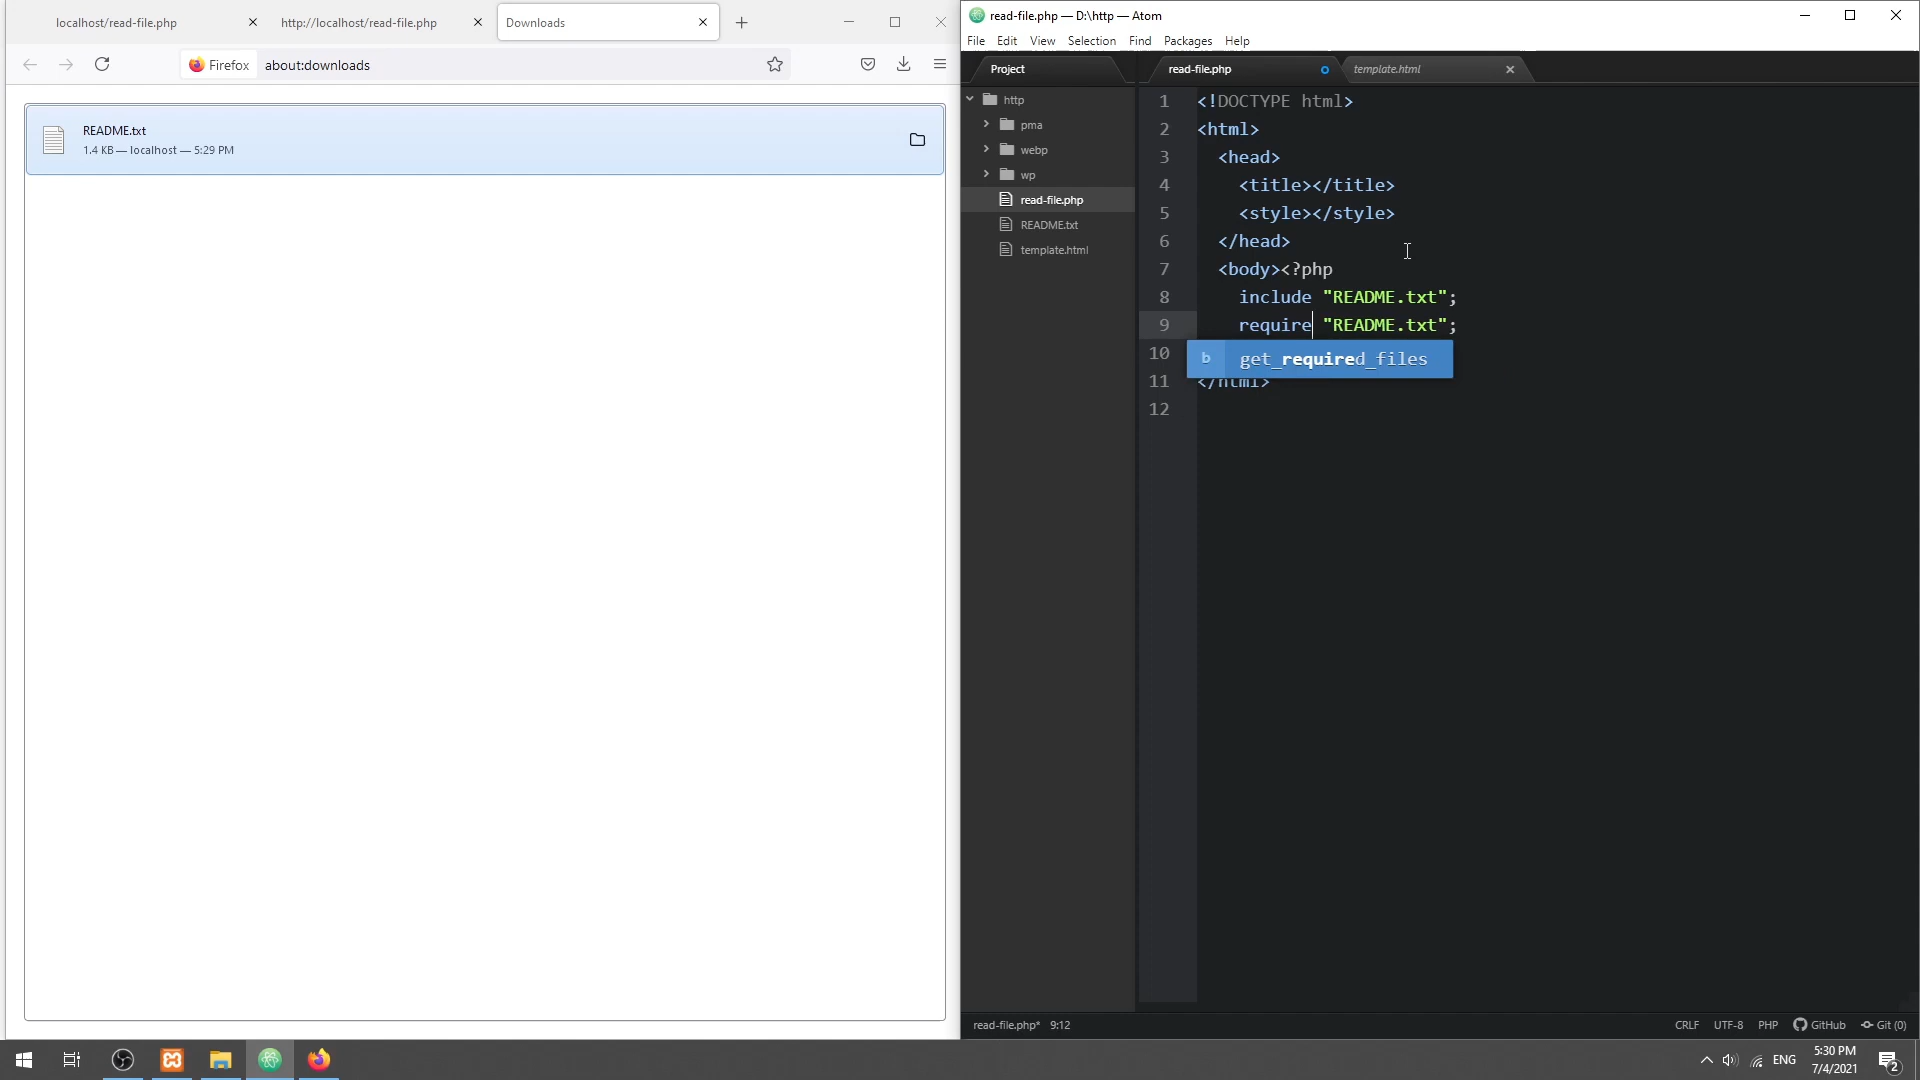 localhost/read-file.php
http://localhost/read-file.php
Downloads
Firefox
about:downloads
README.txt
1.4 KB — localhost — 5:29 PM
read-file.php — D:\http — Atom
File Edit View Selection Find Packages Help
Project
http
pma
webp
wp
read-file.php
README.txt
template.html
read-file.php
template.html
1 <!DOCTYPE html>
2 <html>
3 <head>
4 <title></title>
5 <style></style>
6 </head>
7 <body><?php
8 include "README.txt";
9 require "README.txt";
10
b get_required_files
11 </html>
12
read-file.php* 9:12
CRLF UTF-8 PHP GitHub Git (0)
ENG
5:30 PM
7/4/2021
2